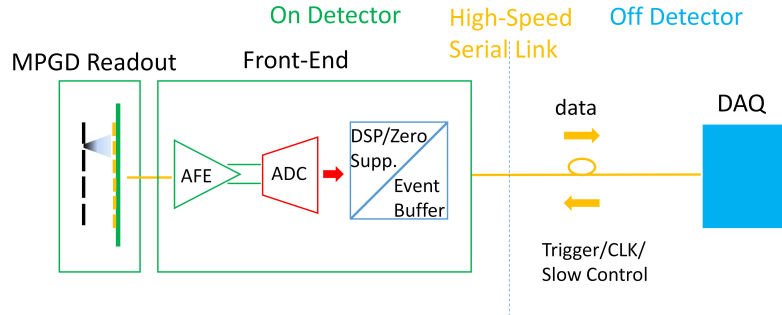 On Detector
High-Speed
Serial Link
Off Detector
MPGD Readout
Front-End
data
DAQ
AFE
ADC
DSP/Zero
Supp.
Event
Buffer
Trigger/CLK/
Slow Control